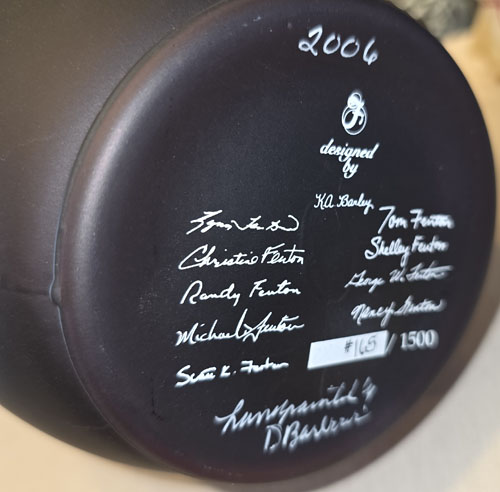 2006
designed
by
K.A. Barley
Tom Fenton
Christine Fenton
Shelley Fenton
Randy Fenton
George W. Fenton
Michael Fenton
Nancy Fenton
Scott K. Fenton
#165 / 1500
handpainted by
D Barbour